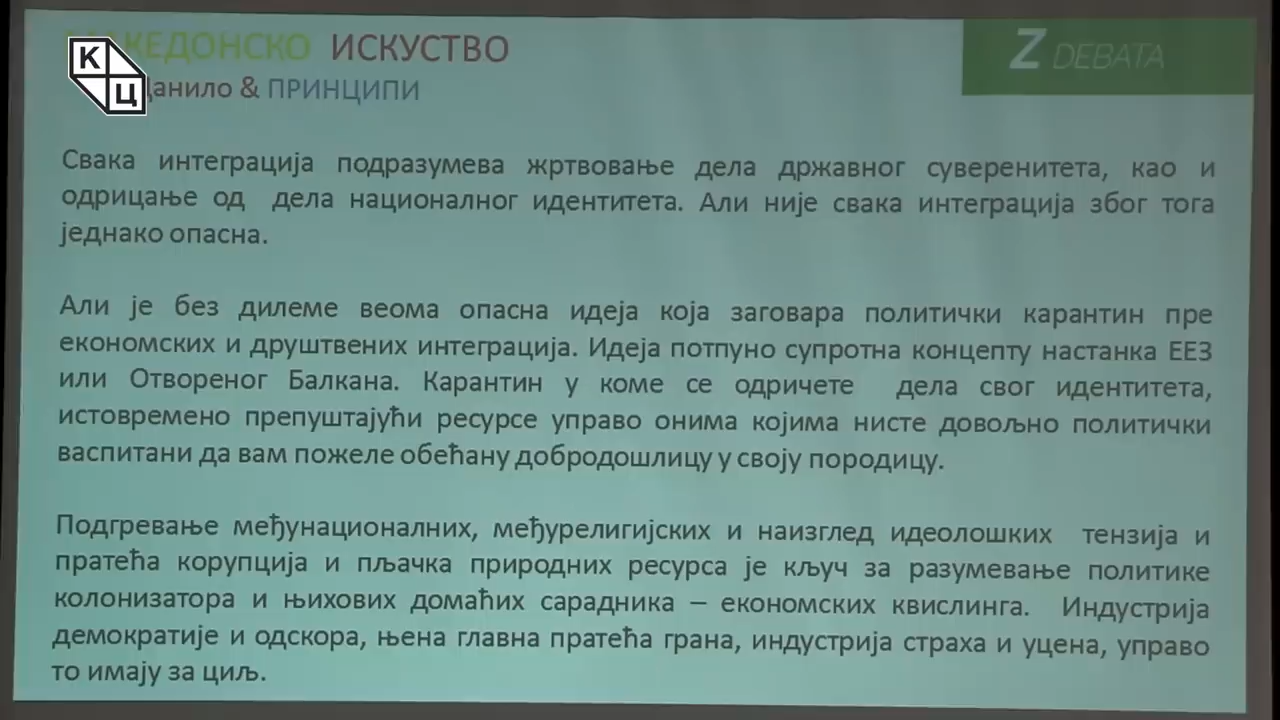 МАКЕДОНСКО ИСКУСТВО
Z DEBATA
К
Ц
Данило & ПРИНЦИПИ
Свака интеграција подразумева жртвовање дела државног суверенитета, као и
одрицање од дела националног идентитета. Али није свака интеграција због тога
једнако опасна.
Али је без дилеме веома опасна идеја која заговара политички карантин пре
економских и друштвених интеграција. Идеја потпуно супротна концепту настанка ЕЕЗ
или Отвореног Балкана. Карантин у коме се одричете дела свог идентитета,
истовремено препуштајући ресурсе управо онима којима нисте довољно политички
васпитани да вам пожеле обећану добродошлицу у своју породицу.
Подгревање међунационалних, међурелигијских и наизглед идеолошких тензија и
пратећа корупција и пљачка природних ресурса је кључ за разумевање политике
колонизатора и њихових домаћих сарадника – економских квислинга. Индустрија
демократије и одскора, њена главна пратећа грана, индустрија страха и уцена, управо
то имају за циљ.